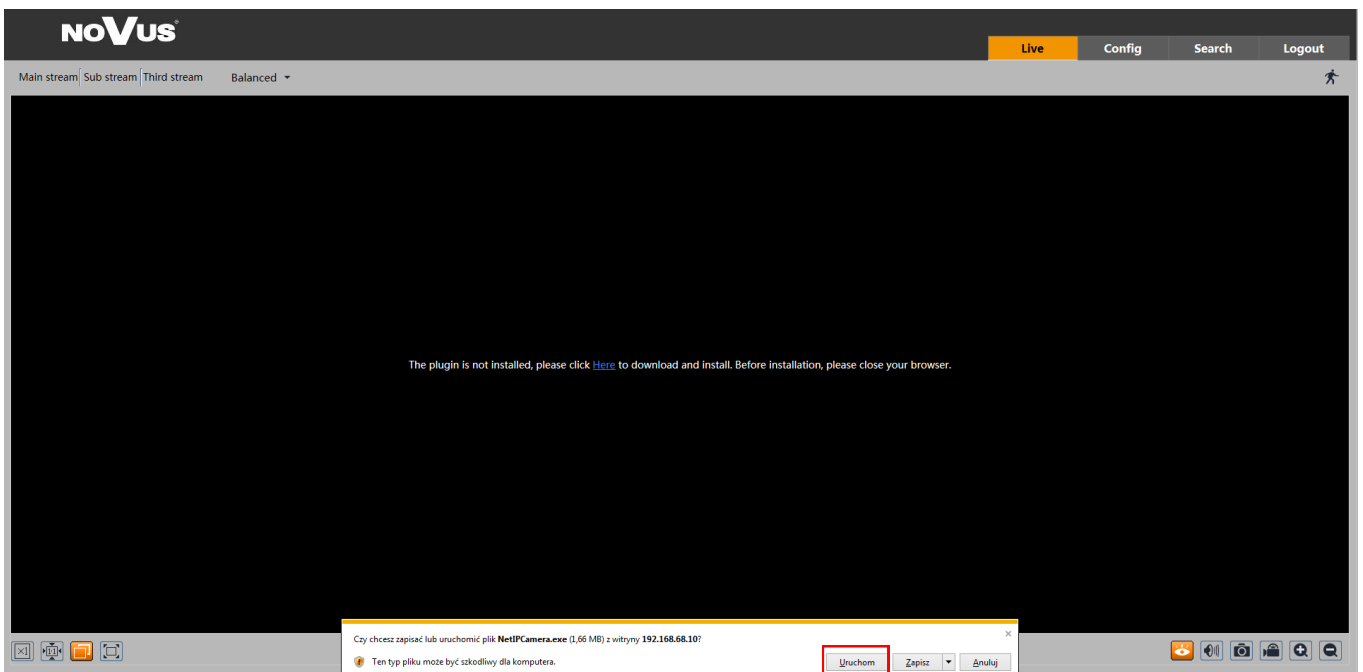 NOVUS®
Live Config Search Logout
Main stream Sub stream Third stream Balanced
The plugin is not installed, please click Here to download and install. Before installation, please close your browser.
Czy chcesz zapisać lub uruchomić plik NetIPCamera.exe (1,66 MB) z witryny 192.168.68.10?
Ten typ pliku może być szkodliwy dla komputera.
Uruchom Zapisz Anuluj
×1 1:1